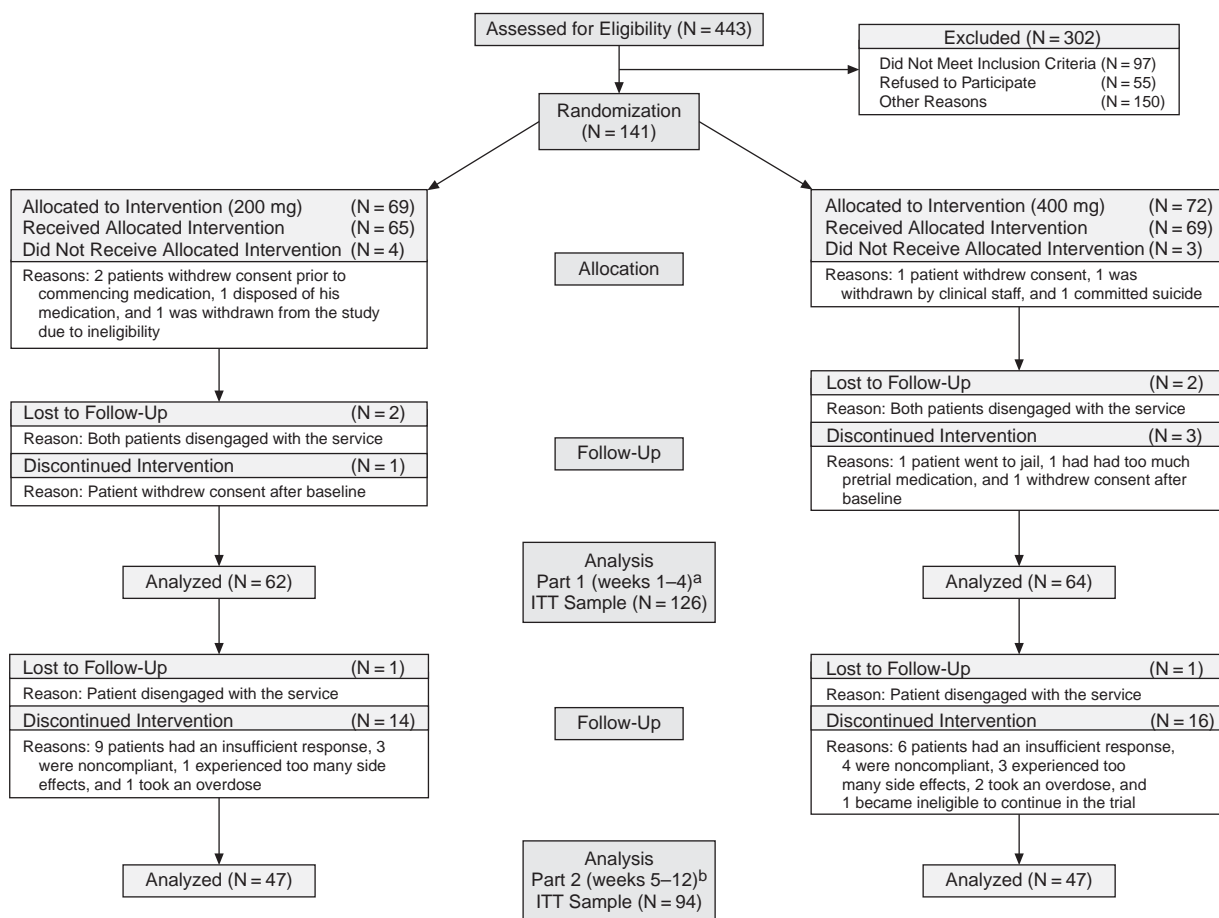 Assessed for Eligibility (N = 443)
Excluded (N = 302)
Did Not Meet Inclusion Criteria (N = 97)
Refused to Participate (N = 55)
Other Reasons (N = 150)
Randomization
(N = 141)
Allocated to Intervention (200 mg) (N = 69)
Received Allocated Intervention (N = 65)
Did Not Receive Allocated Intervention (N = 4)
Reasons: 2 patients withdrew consent prior to
commencing medication, 1 disposed of his
medication, and 1 was withdrawn from the study
due to ineligibility
Allocation
Allocated to Intervention (400 mg) (N = 72)
Received Allocated Intervention (N = 69)
Did Not Receive Allocated Intervention (N = 3)
Reasons: 1 patient withdrew consent, 1 was
withdrawn by clinical staff, and 1 committed suicide
Lost to Follow-Up (N = 2)
Reason: Both patients disengaged with the service
Discontinued Intervention (N = 1)
Reason: Patient withdrew consent after baseline
Follow-Up
Lost to Follow-Up (N = 2)
Reason: Both patients disengaged with the service
Discontinued Intervention (N = 3)
Reasons: 1 patient went to jail, 1 had had too much
pretrial medication, and 1 withdrew consent after
baseline
Analyzed (N = 62)
Analysis
Part 1 (weeks 1–4)a
ITT Sample (N = 126)
Analyzed (N = 64)
Lost to Follow-Up (N = 1)
Reason: Patient disengaged with the service
Discontinued Intervention (N = 14)
Reasons: 9 patients had an insufficient response, 3
were noncompliant, 1 experienced too many side
effects, and 1 took an overdose
Follow-Up
Lost to Follow-Up (N = 1)
Reason: Patient disengaged with the service
Discontinued Intervention (N = 16)
Reasons: 6 patients had an insufficient response,
4 were noncompliant, 3 experienced too
many side effects, 2 took an overdose, and
1 became ineligible to continue in the trial
Analyzed (N = 47)
Analysis
Part 2 (weeks 5–12)b
ITT Sample (N = 94)
Analyzed (N = 47)